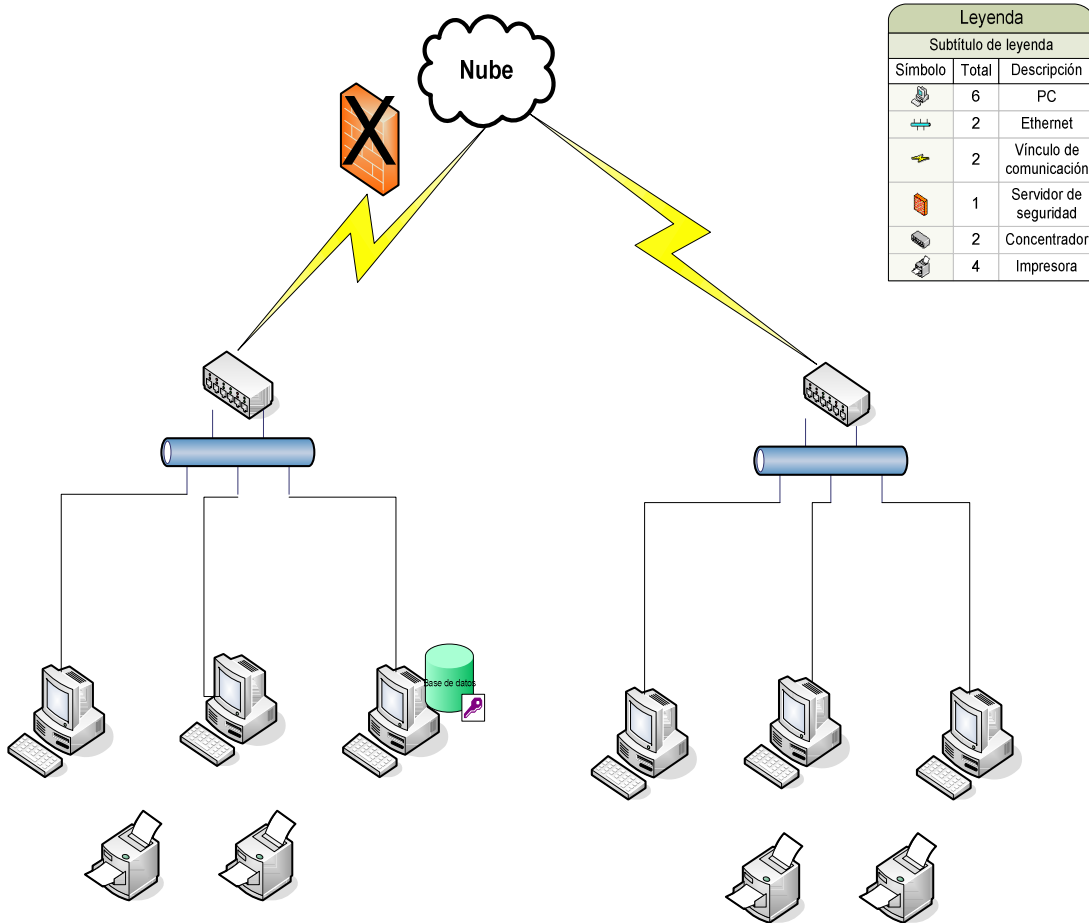 Nube
X
Leyenda
Subtítulo de leyenda
Símbolo Total Descripción
6 PC
2 Ethernet
2 Vínculo de
comunicación
1 Servidor de
seguridad
2 Concentrador
4 Impresora
Base de datos